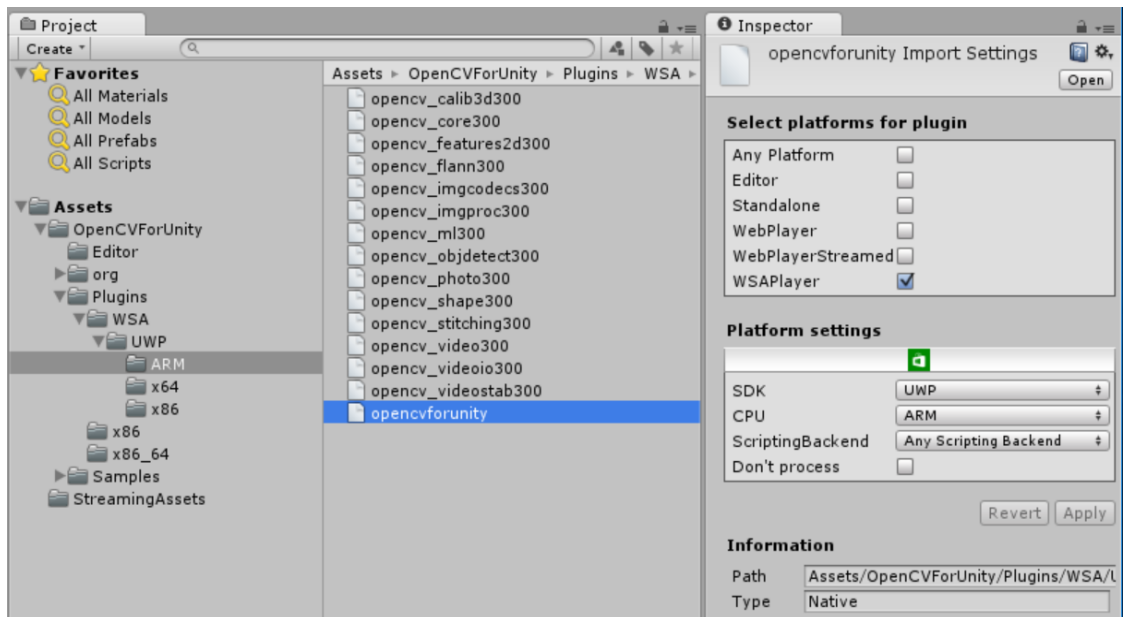 Project
Create
Favorites
All Materials
All Models
All Prefabs
All Scripts
Assets
OpenCVForUnity
Editor
org
Plugins
WSA
UWP
ARM
x64
x86
x86
x86_64
Samples
StreamingAssets
Assets ▸ OpenCVForUnity ▸ Plugins ▸ WSA ▸
opencv_calib3d300
opencv_core300
opencv_features2d300
opencv_flann300
opencv_imgcodecs300
opencv_imgproc300
opencv_ml300
opencv_objdetect300
opencv_photo300
opencv_shape300
opencv_stitching300
opencv_video300
opencv_videoio300
opencv_videostab300
opencvforunity
Inspector
opencvforunity Import Settings
Open
Select platforms for plugin
Any Platform
Editor
Standalone
WebPlayer
WebPlayerStreamed
WSAPlayer
Platform settings
SDK UWP
CPU ARM
ScriptingBackend Any Scripting Backend
Don't process
Revert Apply
Information
Path Assets/OpenCVForUnity/Plugins/WSA/
Type Native